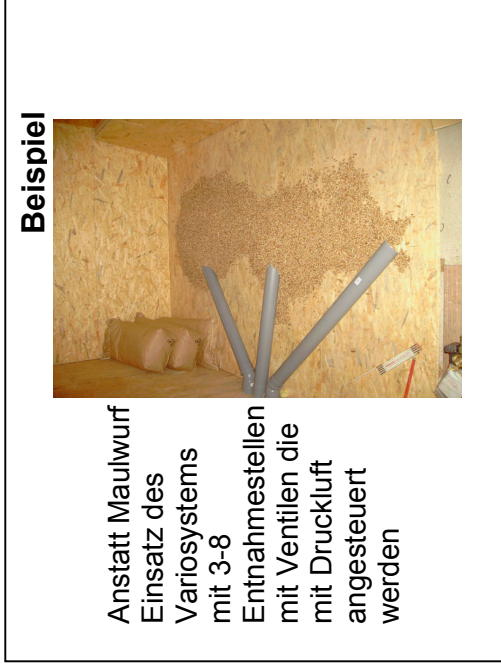 Beispiel
Anstatt Maulwurf
Einsatz des
Variosystems
mit 3-8
Entnahmestellen
mit Ventilen die
mit Druckluft
angesteuert
werden